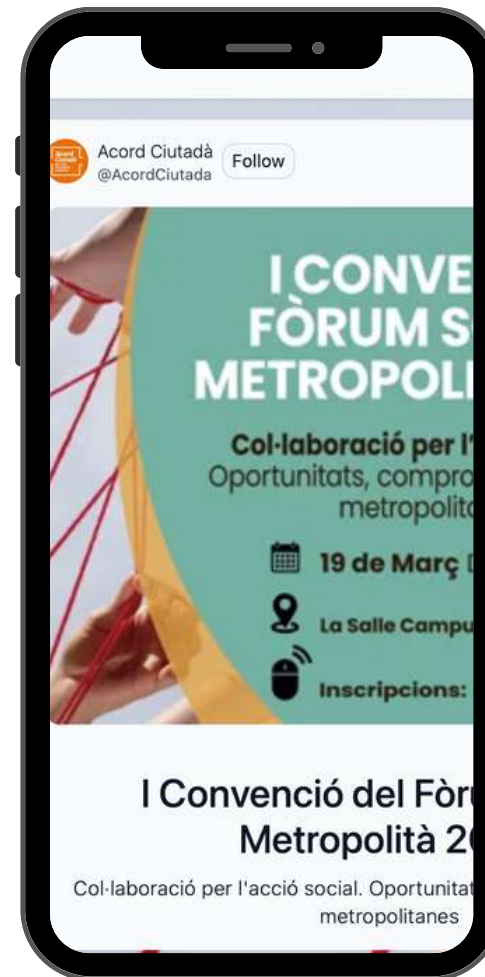 Acord Ciutadà
Follow
@AcordCiutada
I CONVE
FÒRUM S
METROPOLI
Col·laboració per l'
Oportunitats, compro
metropolit
19 de Març
La Salle Campu
Inscripcions:
I Convenció del Fòr
Metropolità 2
Col·laboració per l'acció social. Oportunitat
metropolitanes